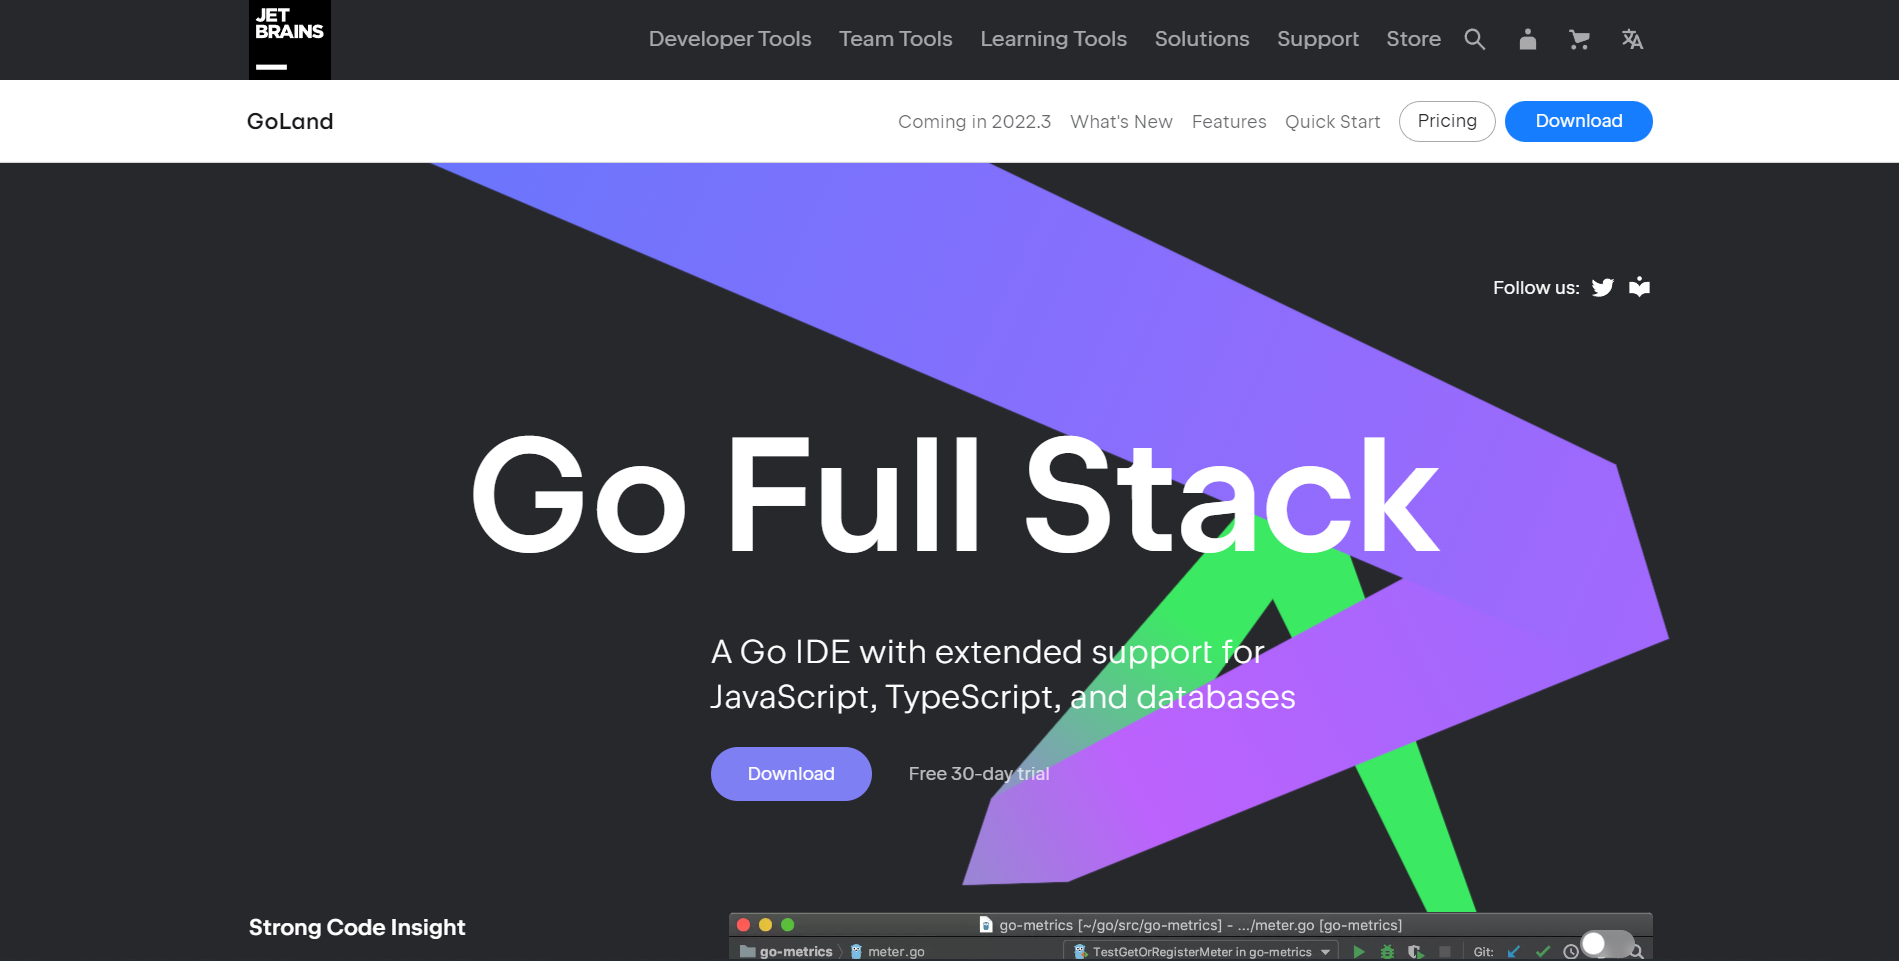 JET
BRAINS
Developer Tools Team Tools Learning Tools Solutions Support Store
GoLand
Coming in 2022.3 What's New Features Quick Start Pricing Download
Follow us:
Go Full Stack
A Go IDE with extended support for
JavaScript, TypeScript, and databases
Download Free 30-day trial
Strong Code Insight
go-metrics [~/go/src/go-metrics] - .../meter.go [go-metrics]
go-metrics meter.go TestGetOrRegisterMeter in go-metrics Git: